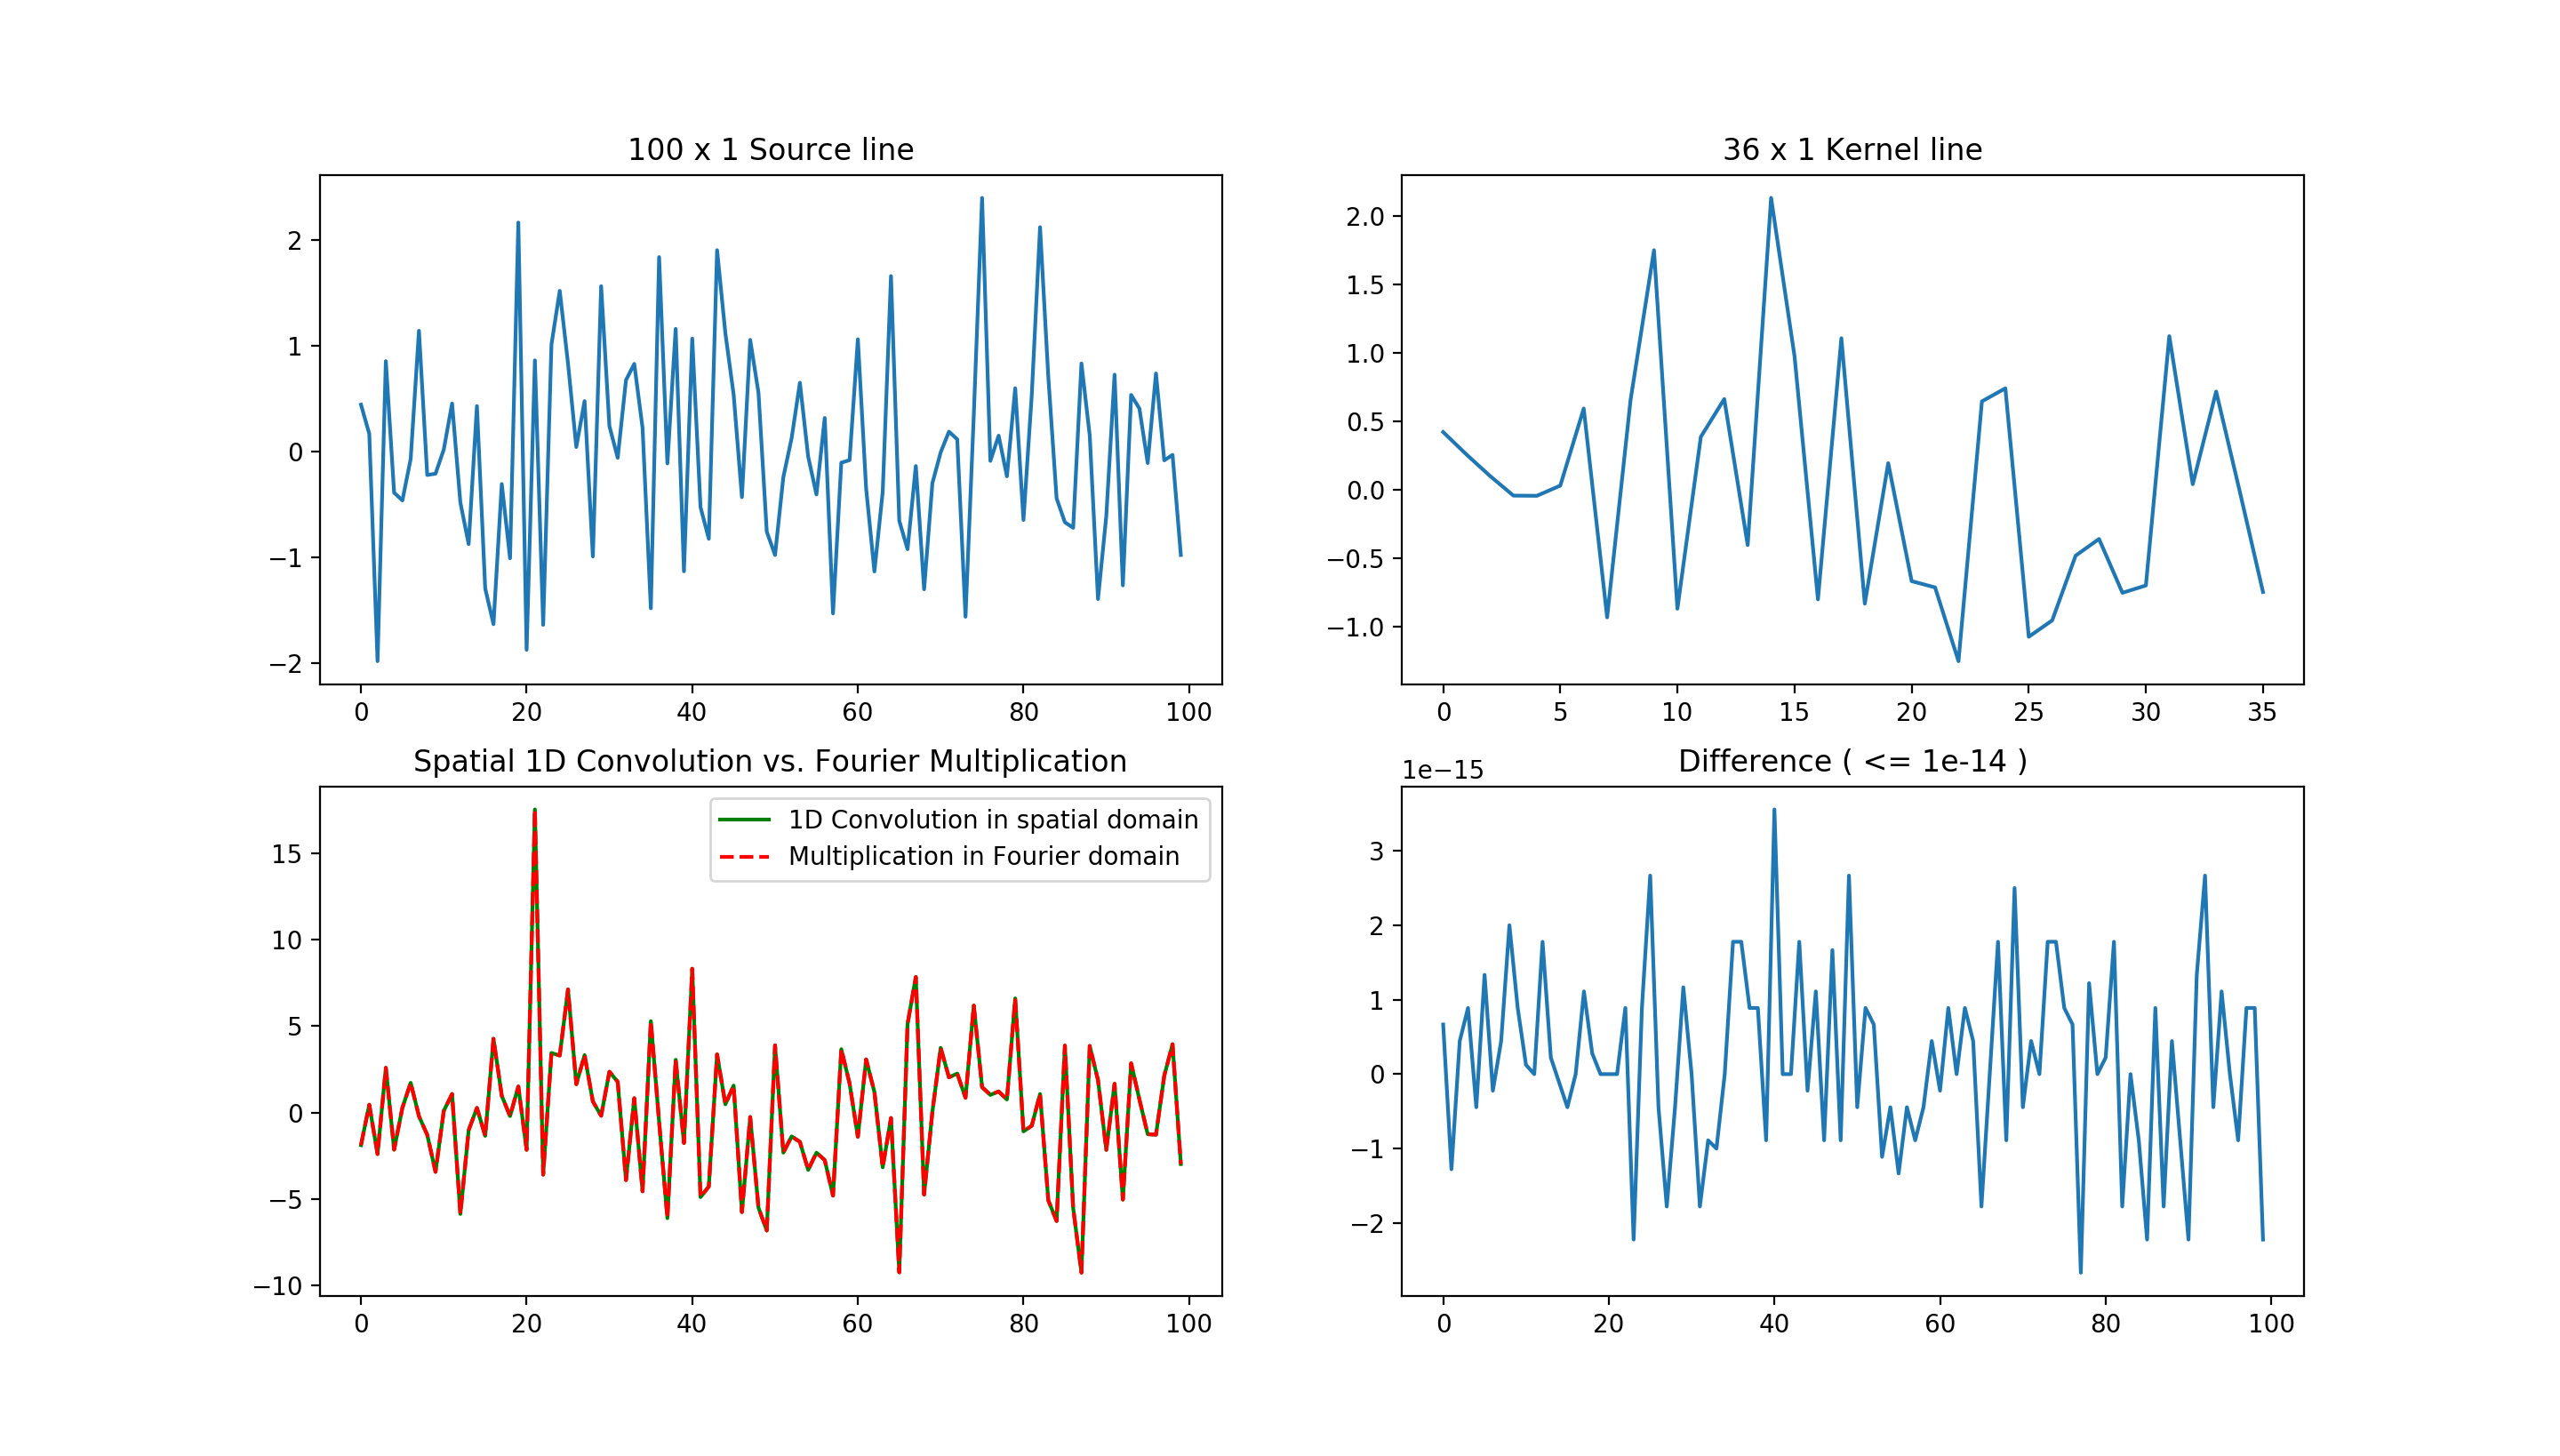 100 x 1 Source line
2
1
0
−1
−2
0 20 40 60 80 100
36 x 1 Kernel line
2.0
1.5
1.0
0.5
0.0
−0.5
−1.0
0 5 10 15 20 25 30 35
Spatial 1D Convolution vs. Fourier Multiplication
1D Convolution in spatial domain
Multiplication in Fourier domain
15
10
5
0
−5
−10
0 20 40 60 80 100
Difference ( <= 1e-14 )
1e−15
3
2
1
0
−1
−2
0 20 40 60 80 100